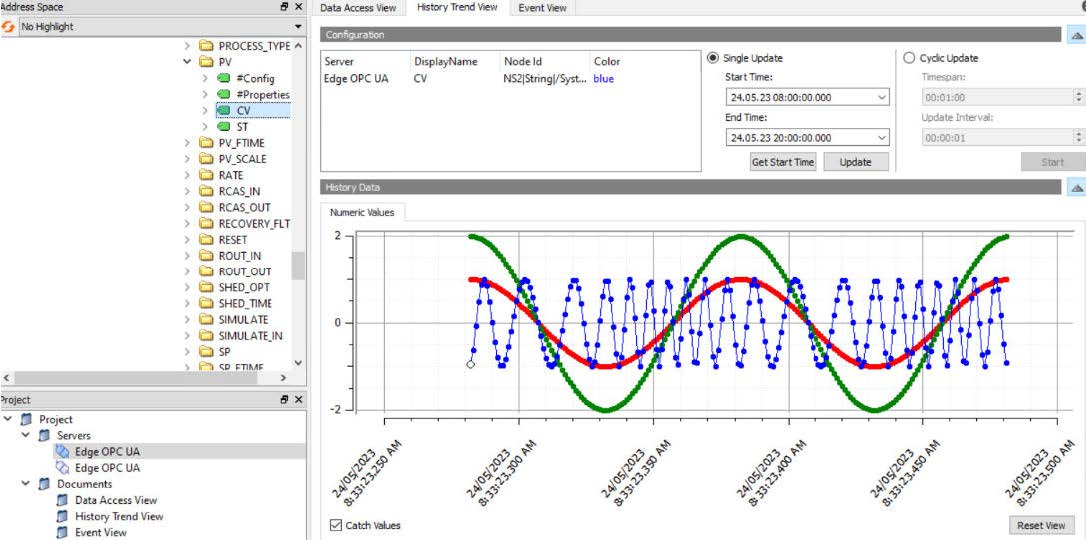 Address Space
No Highlight
PROCESS_TYPE
PV
#Config
#Properties
CV
ST
PV_FTIME
PV_SCALE
RATE
RCAS_IN
RCAS_OUT
RECOVERY_FLT
RESET
ROUT_IN
ROUT_OUT
SHED_OPT
SHED_TIME
SIMULATE
SIMULATE_IN
SP
SP_FTIME
Project
Project
Servers
Edge OPC UA
Edge OPC UA
Documents
Data Access View
History Trend View
Event View
Data Access View History Trend View Event View
Configuration
Server DisplayName Node Id Color
Edge OPC UA CV NS2|String|/Syst... blue
Single Update
Start Time:
24.05.23 08:00:00.000
End Time:
24.05.23 20:00:00.000
Get Start Time Update
Cyclic Update
Timespan:
00:01:00
Update Interval:
00:00:01
Start
History Data
Numeric Values
2
0
-2
24/05/2023
8:33:23.250 AM
24/05/2023
8:33:23.300 AM
24/05/2023
8:33:23.350 AM
24/05/2023
8:33:23.400 AM
24/05/2023
8:33:23.450 AM
24/05/2023
8:33:23.500 AM
Catch Values
Reset View